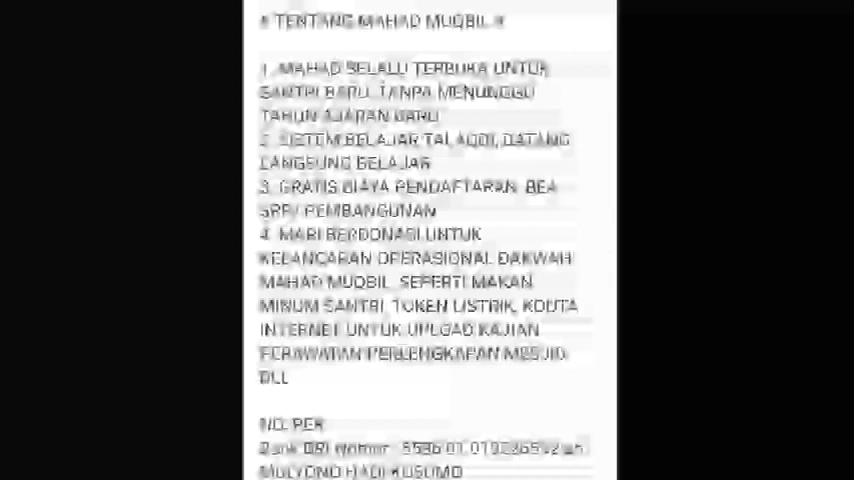 # TENTANG MAHAD MUQBIL #
1. MAHAD SELALU TERBUKA UNTUK
SANTRI BARU, TANPA MENUNGGU
TAHUN AJARAN BARU
2. SISTEM BELAJAR TALAQQI, DATANG
LANGSUNG BELAJAR
3. GRATIS BIAYA PENDAFTARAN, BEA
SPP/ PEMBANGUNAN
4. MARI BERDONASI UNTUK
KELANCARAN OPERASIONAL DAKWAH
MAHAD MUQBIL, SEPERTI MAKAN
MINUM SANTRI, TOKEN LISTRIK, KOUTA
INTERNET UNTUK UPLOAD KAJIAN
PERAWATAN PERLENGKAPAN MESJID
DLL
NO. REK
Bank BRI Nomor : an.
MULYONO HADI KUSUMO